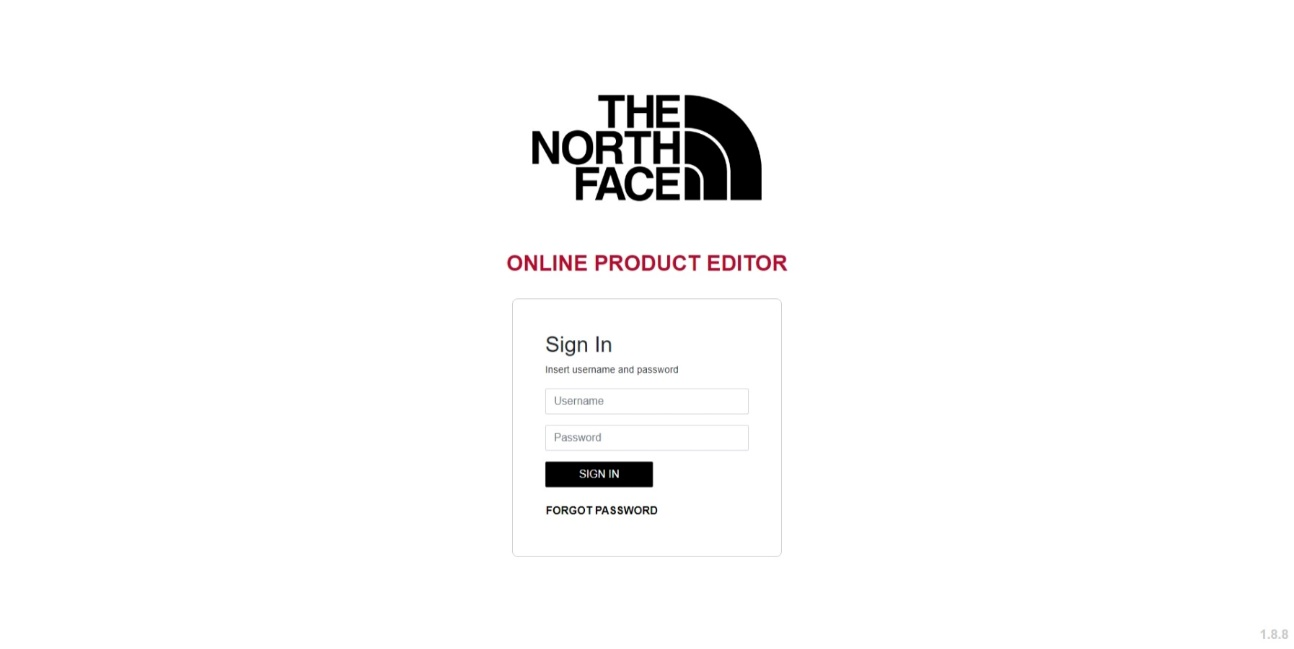 THE
NORTH
FACE
ONLINE PRODUCT EDITOR
Sign In
Insert username and password
Username
Password
SIGN IN
FORGOT PASSWORD
1.8.8